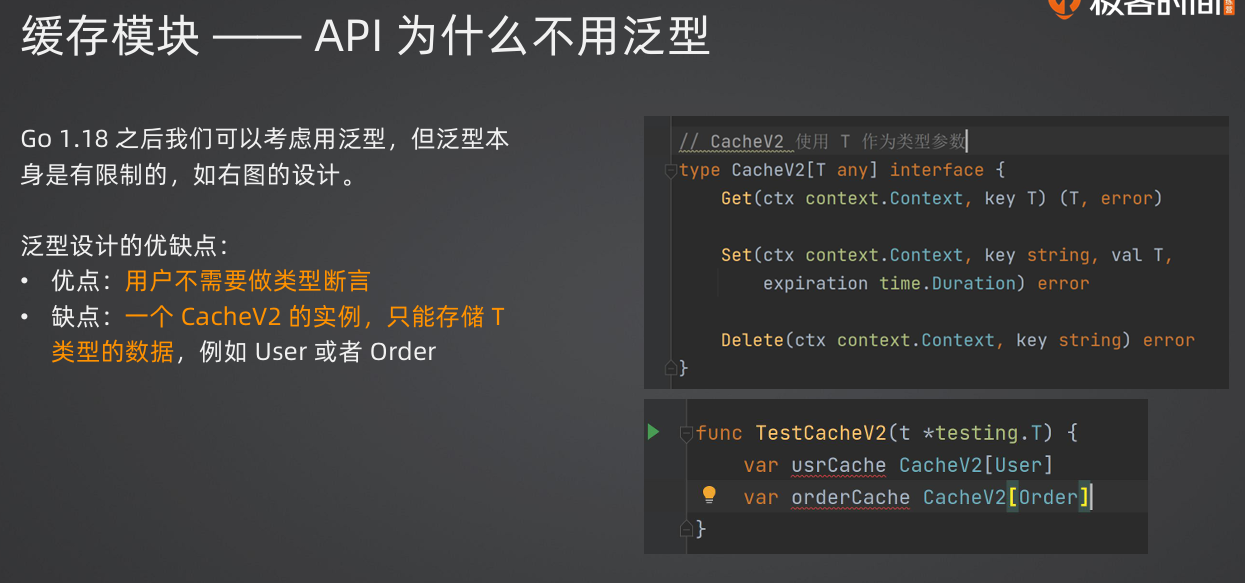 极客时间
缓存模块 —— API 为什么不用泛型
Go 1.18 之后我们可以考虑用泛型，但泛型本
身是有限制的，如右图的设计。
泛型设计的优缺点：
• 优点：用户不需要做类型断言
• 缺点：一个 CacheV2 的实例，只能存储 T
类型的数据，例如 User 或者 Order
// CacheV2 使用 T 作为类型参数
type CacheV2[T any] interface {
Get(ctx context.Context, key T) (T, error)
Set(ctx context.Context, key string, val T,
expiration time.Duration) error
Delete(ctx context.Context, key string) error
}
func TestCacheV2(t *testing.T) {
var usrCache CacheV2[User]
var orderCache CacheV2[Order]
}